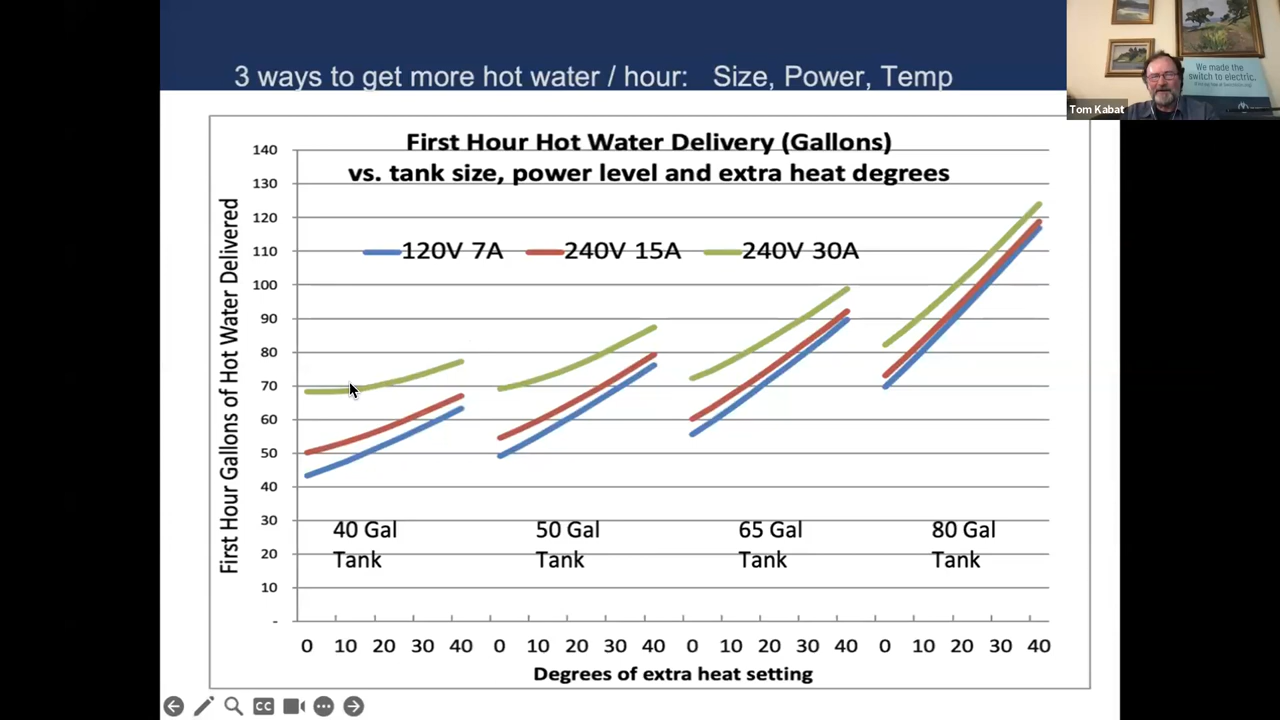 3 ways to get more hot water / hour: Size, Power, Temp
We made the
switch to electric.
Tom Kabat
First Hour Hot Water Delivery (Gallons)
vs. tank size, power level and extra heat degrees
First Hour Gallons of Hot Water Delivered
140
130
120
110
100
90
80
70
60
50
40
30
20
10
-
120V 7A 240V 15A 240V 30A
40 Gal 50 Gal 65 Gal 80 Gal
Tank Tank Tank Tank
0 10 20 30 40 0 10 20 30 40 0 10 20 30 40 0 10 20 30 40
Degrees of extra heat setting
CC